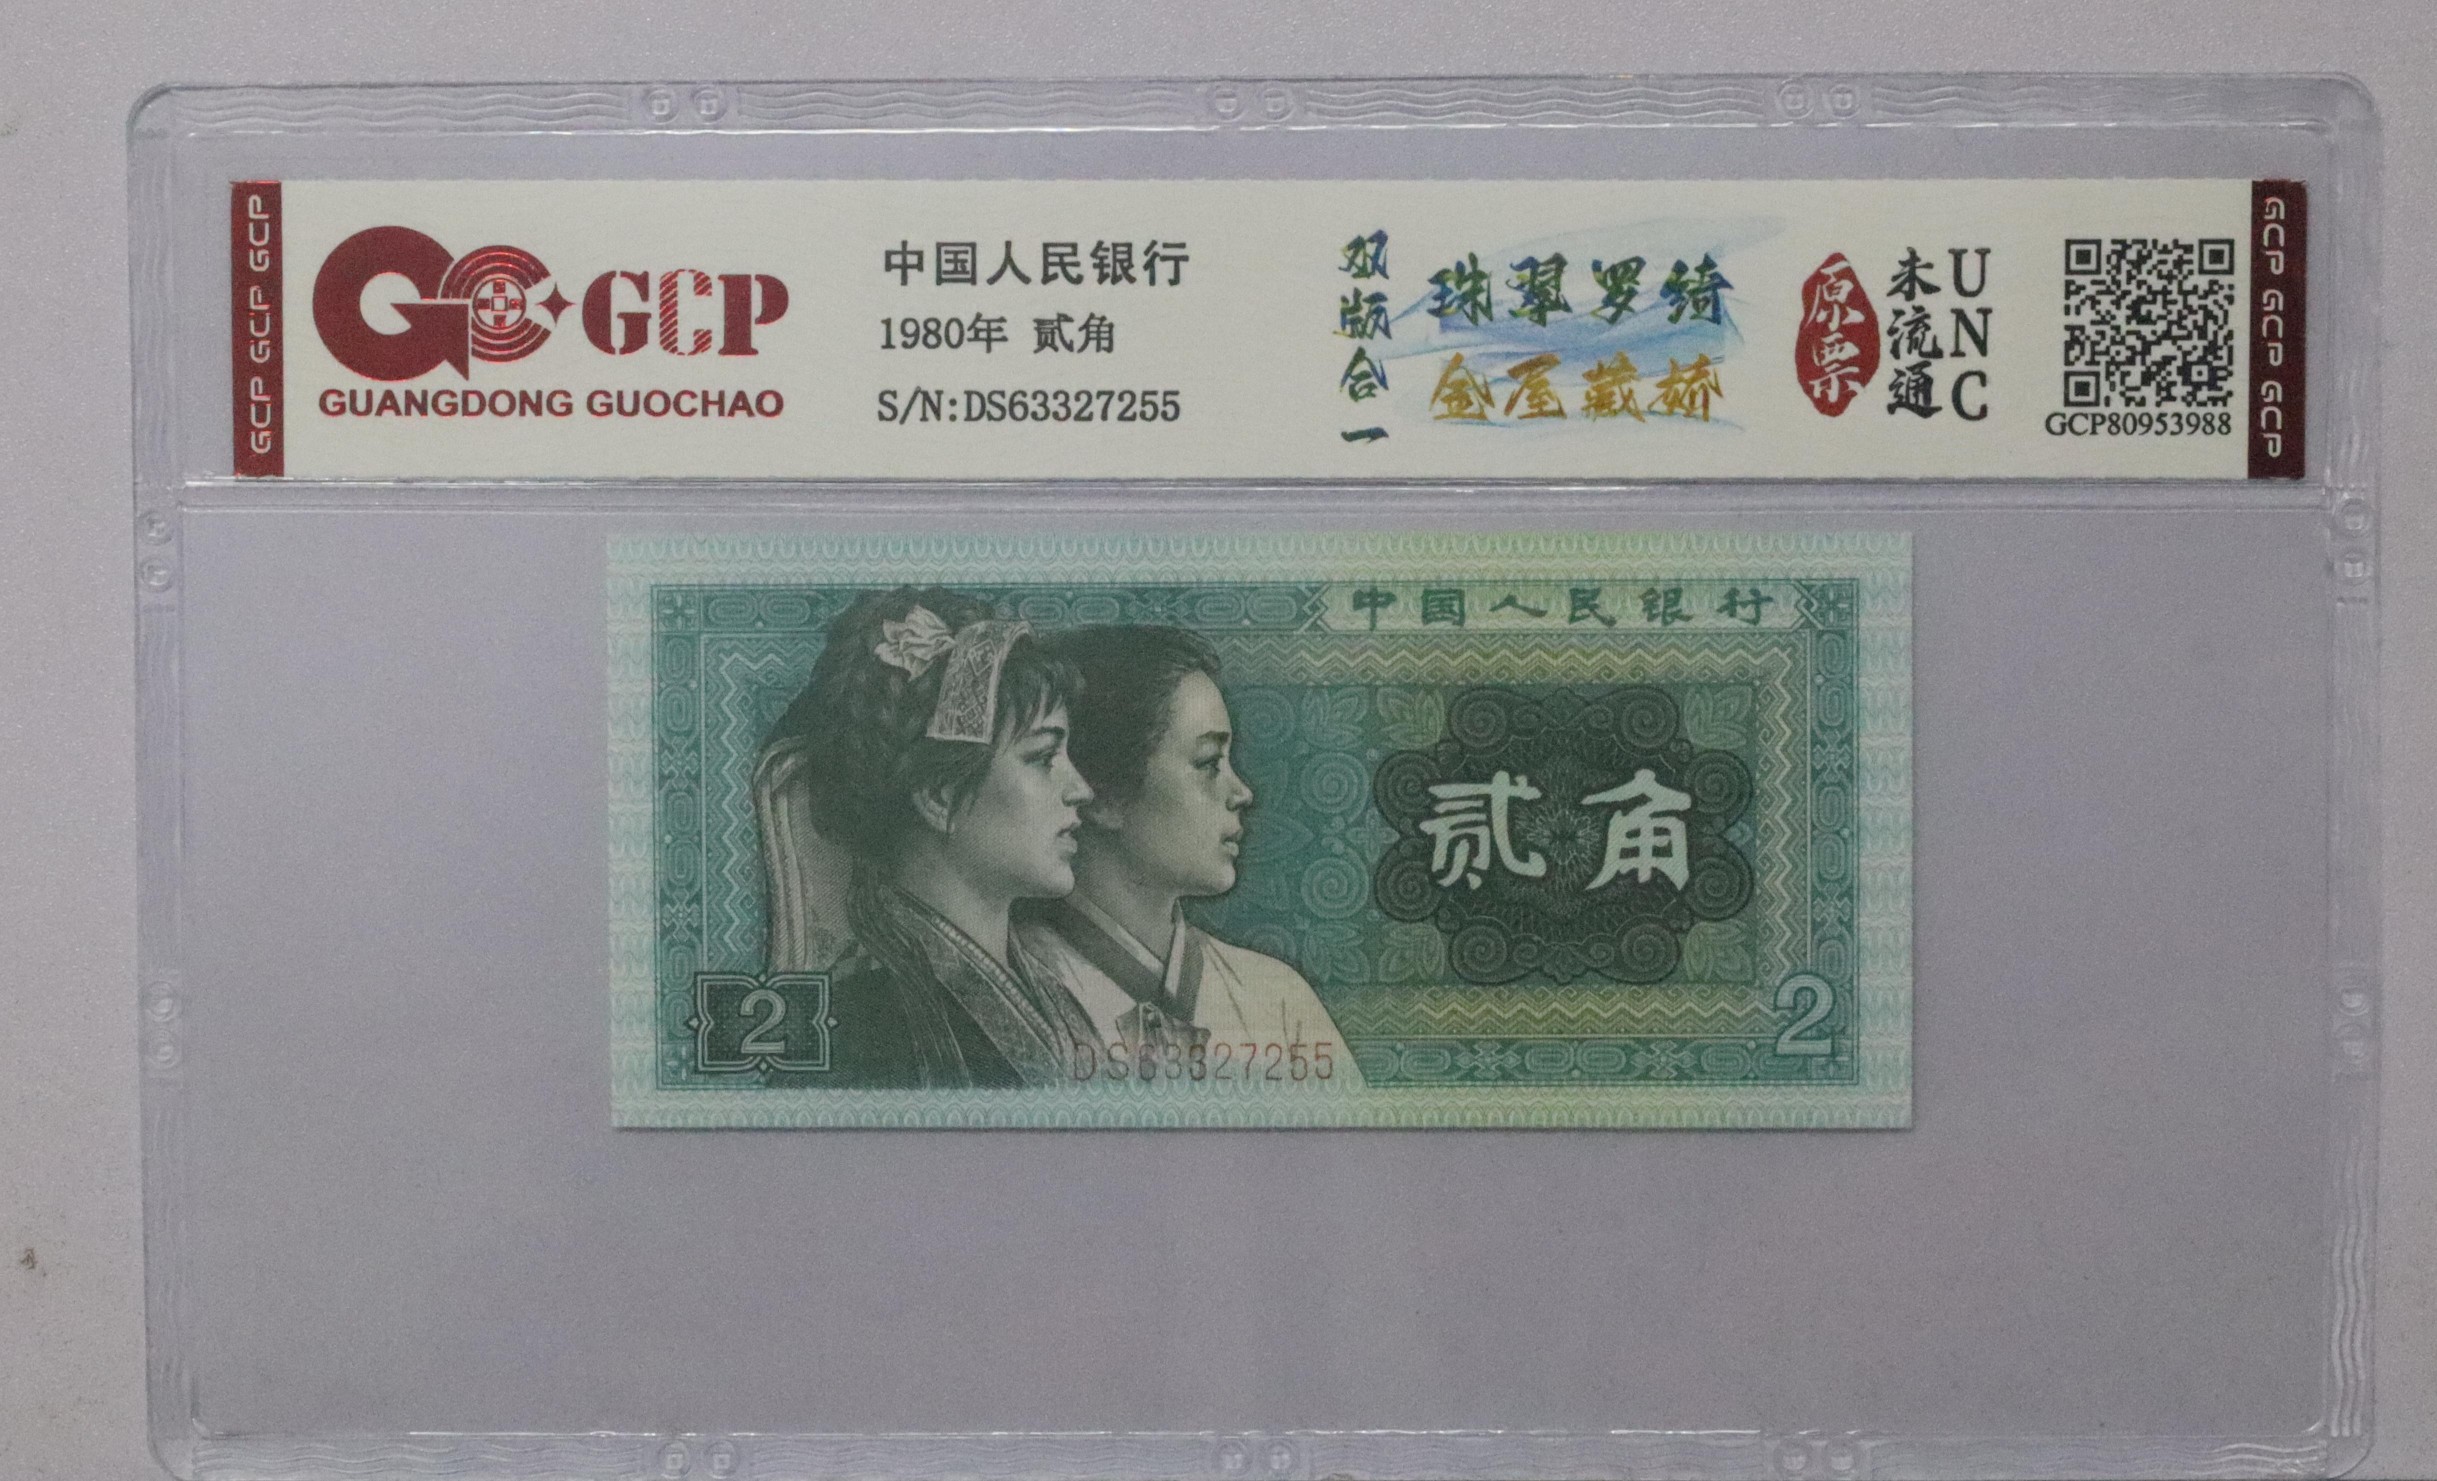 GCP GCP GCP
GCP
GUANGDONG GUOCHAO
中国人民银行
1980年 贰角
S/N:DS63327255
双版合一
珠翠罗绮
金屋藏娇
原票
未流通
UNC
GCP80953988
GCP GCP GCP
中国人民银行
贰角
2
2
DS63327255